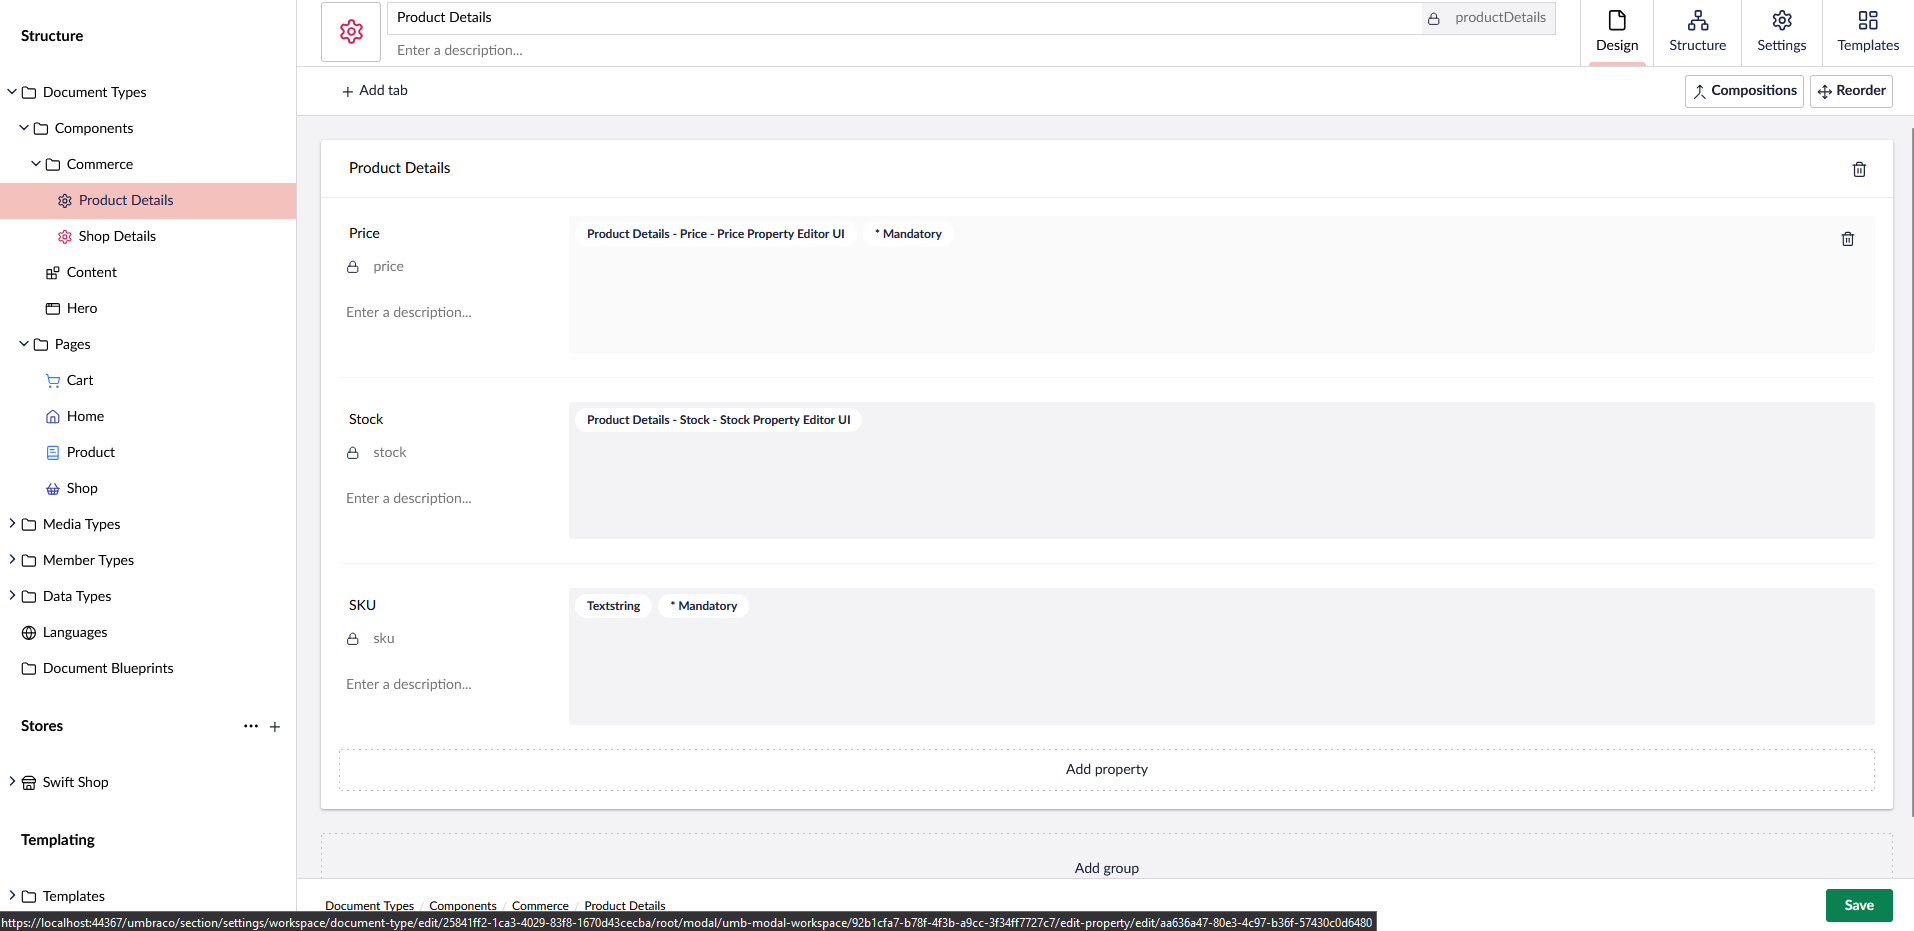 Structure
Document Types
Components
Commerce
Product Details
Shop Details
Content
Hero
Pages
Cart
Home
Product
Shop
Media Types
Member Types
Data Types
Languages
Document Blueprints
Stores
Swift Shop
Templating
Templates
Product Details
productDetails
Enter a description...
Design
Structure
Settings
Templates
+ Add tab
Compositions
Reorder
Product Details
Price
price
Enter a description...
Product Details - Price - Price Property Editor UI
* Mandatory
Stock
stock
Enter a description...
Product Details - Stock - Stock Property Editor UI
SKU
sku
Enter a description...
Textstring
* Mandatory
Add property
Add group
Document Types / Components / Commerce / Product Details
Save
https://localhost:44367/umbraco/section/settings/workspace/document-type/edit/25841ff2-1ca3-4029-83f8-1670d43cecba/root/modal/umb-modal-workspace/92b1cfa7-b78f-4f3b-a9cc-3f34ff7727c7/edit-property/edit/aa636a47-80e3-4c97-b36f-57430c0d6480